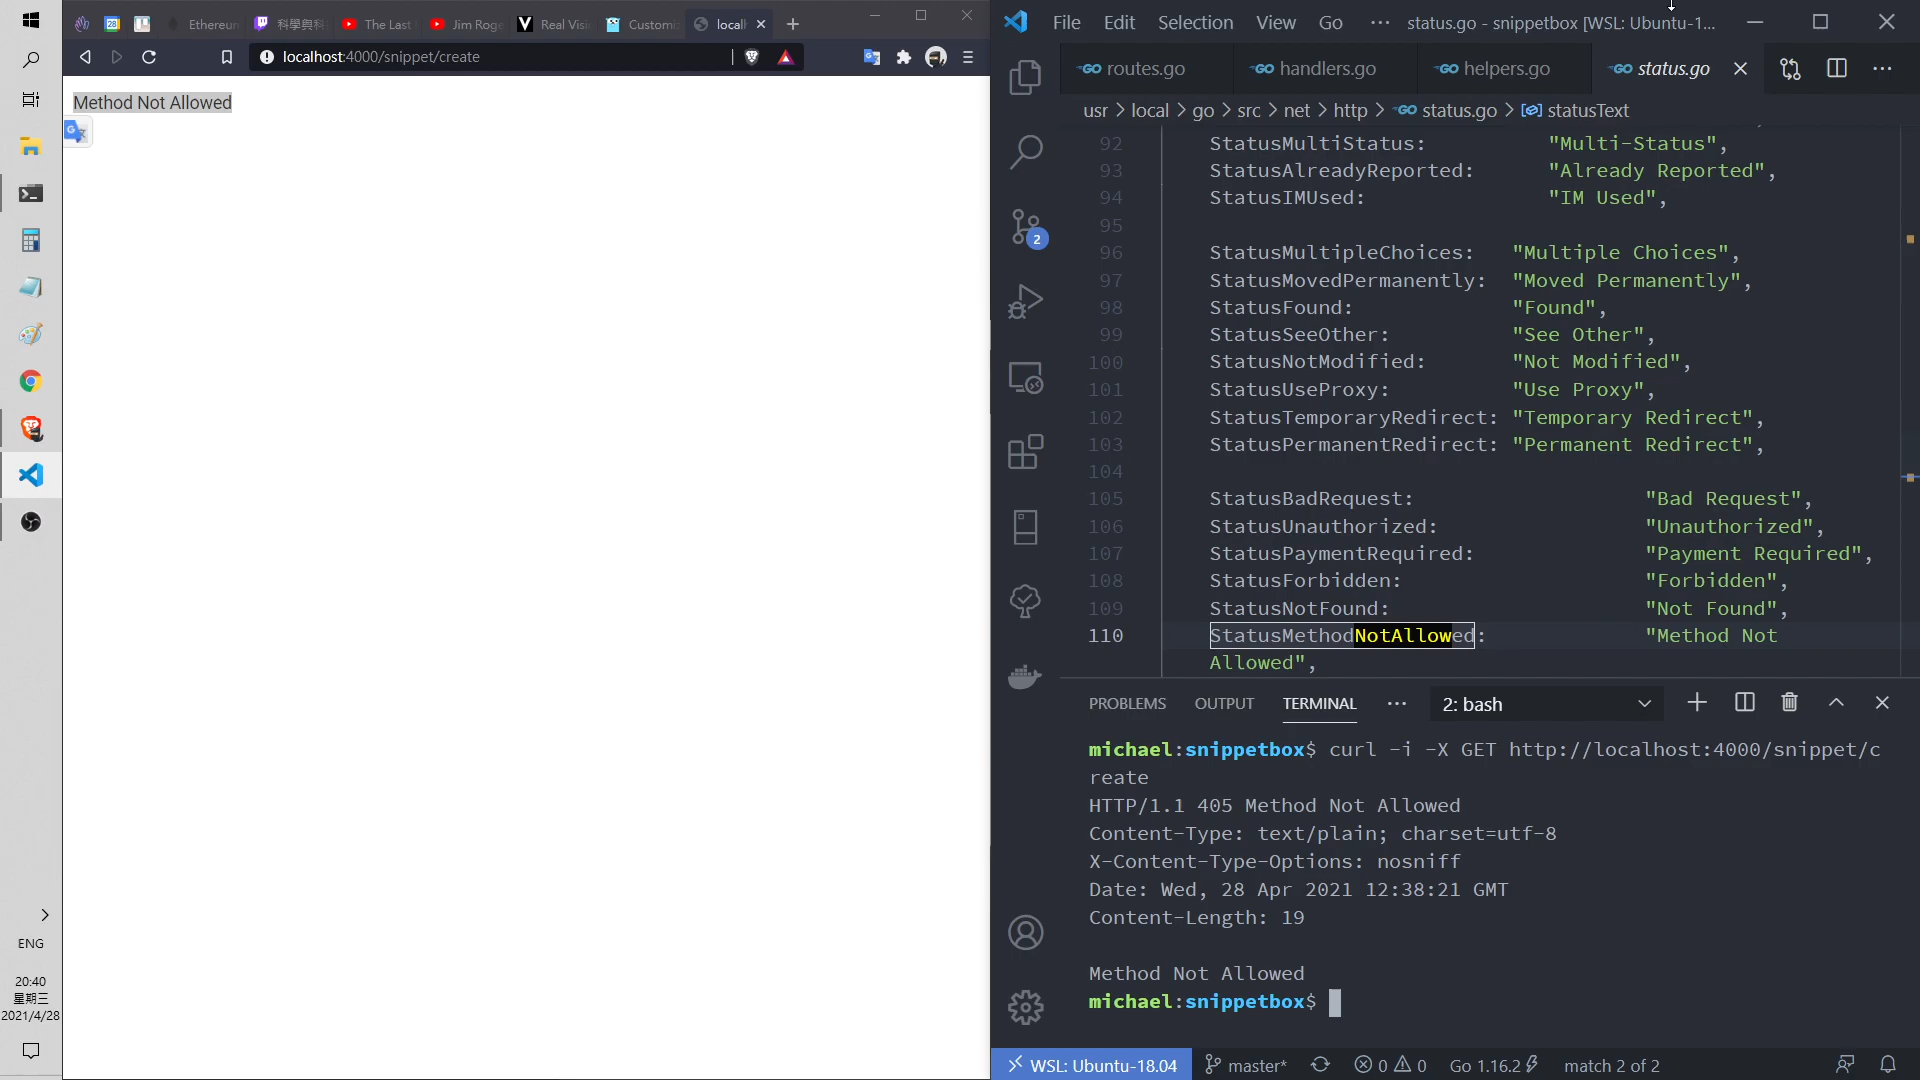 Ethereun
科學與科
The Last
Jim Roge
Real Visi
Customiz
locall
localhost:4000/snippet/create
Method Not Allowed
ENG
20:40
星期三
2021/4/28
File Edit Selection View Go ··· status.go - snippetbox [WSL: Ubuntu-1...
routes.go
handlers.go
helpers.go
status.go
usr > local > go > src > net > http > status.go > statusText
92 StatusMultiStatus: "Multi-Status",
93 StatusAlreadyReported: "Already Reported",
94 StatusIMUsed: "IM Used",
95
96 StatusMultipleChoices: "Multiple Choices",
97 StatusMovedPermanently: "Moved Permanently",
98 StatusFound: "Found",
99 StatusSeeOther: "See Other",
100 StatusNotModified: "Not Modified",
101 StatusUseProxy: "Use Proxy",
102 StatusTemporaryRedirect: "Temporary Redirect",
103 StatusPermanentRedirect: "Permanent Redirect",
104
105 StatusBadRequest: "Bad Request",
106 StatusUnauthorized: "Unauthorized",
107 StatusPaymentRequired: "Payment Required",
108 StatusForbidden: "Forbidden",
109 StatusNotFound: "Not Found",
110 StatusMethodNotAllowed: "Method Not
Allowed",
PROBLEMS OUTPUT TERMINAL ··· 2: bash
michael:snippetbox$ curl -i -X GET http://localhost:4000/snippet/c
reate
HTTP/1.1 405 Method Not Allowed
Content-Type: text/plain; charset=utf-8
X-Content-Type-Options: nosniff
Date: Wed, 28 Apr 2021 12:38:21 GMT
Content-Length: 19

Method Not Allowed
michael:snippetbox$
WSL: Ubuntu-18.04 master* 0 0 Go 1.16.2 match 2 of 2
2